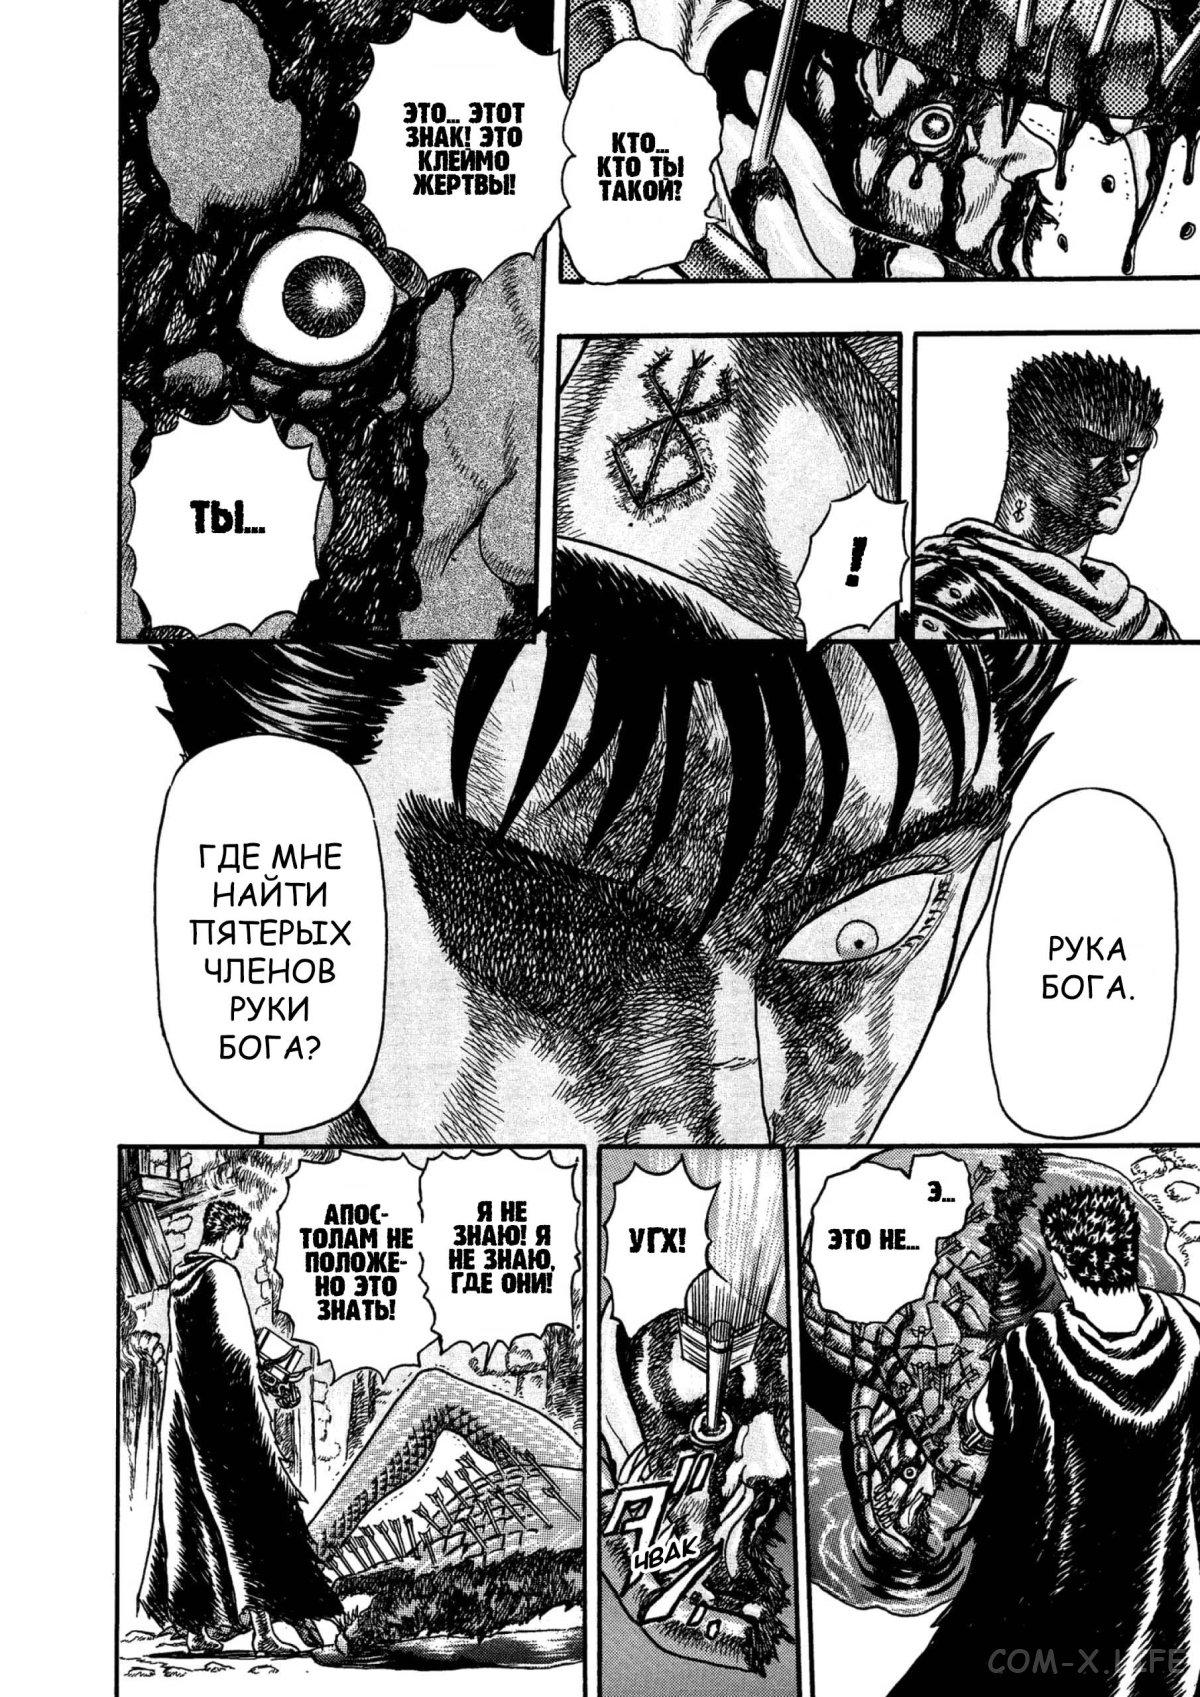 КТО...
КТО ТЫ
ТАКОЙ?
ЭТО... ЭТОТ
ЗНАК! ЭТО
КЛЕЙМО
ЖЕРТВЫ!
!
ТЫ...
РУКА
БОГА.
ГДЕ МНЕ
НАЙТИ
ПЯТЕРЫХ
ЧЛЕНОВ
РУКИ
БОГА?
Э...
ЭТО НЕ...
УГХ!
ЧВАК
Я НЕ
ЗНАЮ! Я
НЕ ЗНАЮ,
ГДЕ ОНИ!
АПОС-
ТОЛАМ НЕ
ПОЛОЖЕ-
НО ЭТО
ЗНАТЬ!
COM-X.LIFE